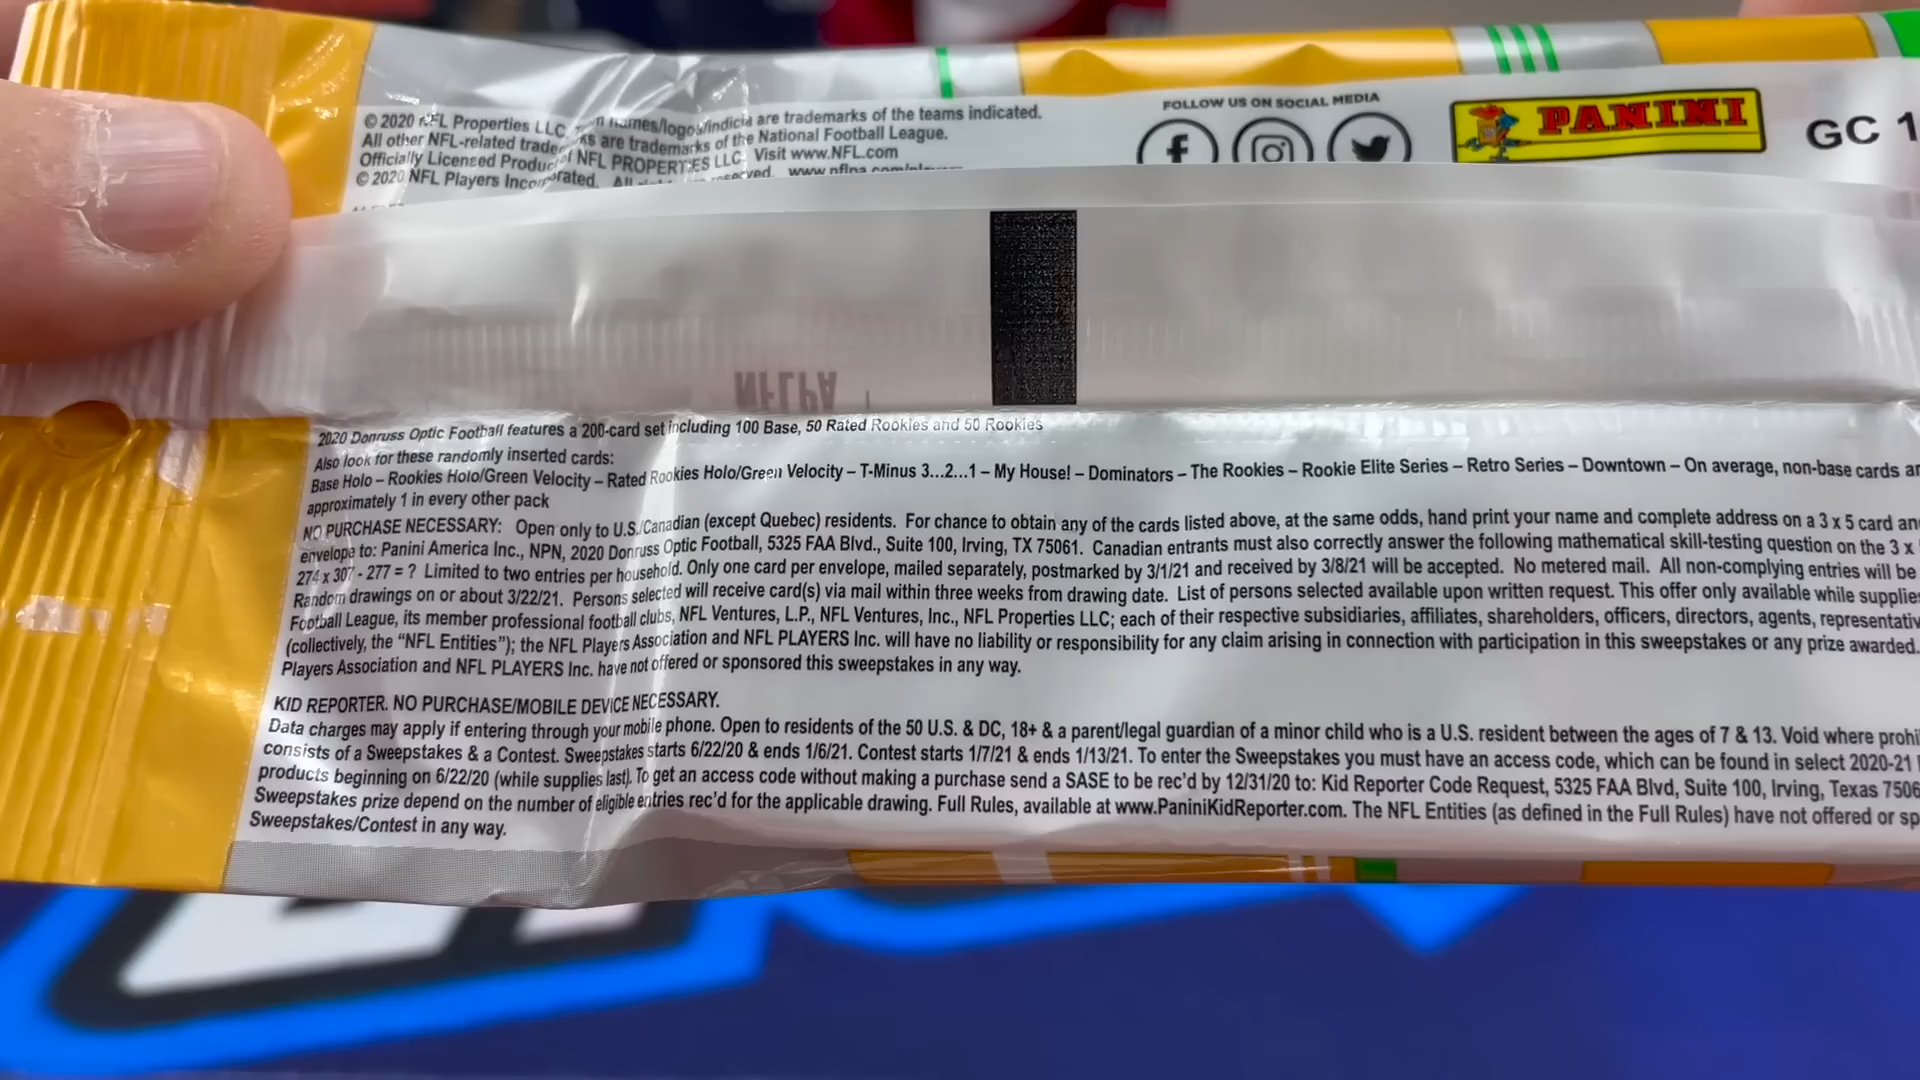 © 2020 NFL Properties LLC names/logos/indicia are trademarks of the teams indicated.
All other NFL-related are trademarks of the National Football League.
Officially Licensed Product of NFL PROPERTIES LLC. Visit www.NFL.com
© 2020 NFL Players Incorporated. All
FOLLOW US ON SOCIAL MEDIA
PANINI
GC 1
NFLPA
2020 Donruss Optic Football features a 200-card set including 100 Base, 50 Rated Rookies and 50 Rookies
Also look for these randomly inserted cards:
Base Holo – Rookies Holo/Green Velocity – Rated Rookies Holo/Green Velocity – T-Minus 3...2...1 – My House! – Dominators – The Rookies – Rookie Elite Series – Retro Series – Downtown – On average, non-base cards
approximately 1 in every other pack
NO PURCHASE NECESSARY: Open only to U.S./Canadian (except Quebec) residents. For chance to obtain any of the cards listed above, at the same odds, hand print your name and complete address on a 3 x 5 card
envelope to: Panini America Inc., NPN, 2020 Donruss Optic Football, 5325 FAA Blvd., Suite 100, Irving, TX 75061. Canadian entrants must also correctly answer the following mathematical skill-testing question on the 3 x
274 x 307 - 277 = ? Limited to two entries per household. Only one card per envelope, mailed separately, postmarked by 3/1/21 and received by 3/8/21 will be accepted. No metered mail. All non-complying entries will be
Random drawings on or about 3/22/21. Persons selected will receive card(s) via mail within three weeks from drawing date. List of persons selected available upon written request. This offer only available while supplie
Football League, its member professional football clubs, NFL Ventures, L.P., NFL Ventures, Inc., NFL Properties LLC; each of their respective subsidiaries, affiliates, shareholders, officers, directors, agents, representativ
(collectively, the “NFL Entities”); the NFL Players Association and NFL PLAYERS Inc. will have no liability or responsibility for any claim arising in connection with participation in this sweepstakes or any prize awarded.
Players Association and NFL PLAYERS Inc. have not offered or sponsored this sweepstakes in any way.
KID REPORTER. NO PURCHASE/MOBILE DEVICE NECESSARY.
Data charges may apply if entering through your mobile phone. Open to residents of the 50 U.S. & DC, 18+ & a parent/legal guardian of a minor child who is a U.S. resident between the ages of 7 & 13. Void where prohi
consists of a Sweepstakes & a Contest. Sweepstakes starts 6/22/20 & ends 1/6/21. Contest starts 1/7/21 & ends 1/13/21. To enter the Sweepstakes you must have an access code, which can be found in select 2020-21
products beginning on 6/22/20 (while supplies last). To get an access code without making a purchase send a SASE to be rec'd by 12/31/20 to: Kid Reporter Code Request, 5325 FAA Blvd, Suite 100, Irving, Texas 7506
Sweepstakes prize depend on the number of eligible entries rec'd for the applicable drawing. Full Rules, available at www.PaniniKidReporter.com. The NFL Entities (as defined in the Full Rules) have not offered or sp
Sweepstakes/Contest in any way.